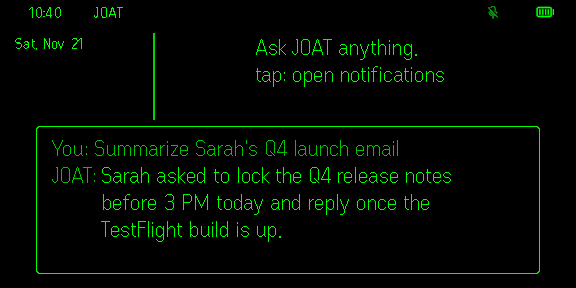 10:40 JOAT
Sat, Nov 21
Ask JOAT anything.
tap: open notifications
You: Summarize Sarah's Q4 launch email
JOAT: Sarah asked to lock the Q4 release notes
before 3 PM today and reply once the
TestFlight build is up.